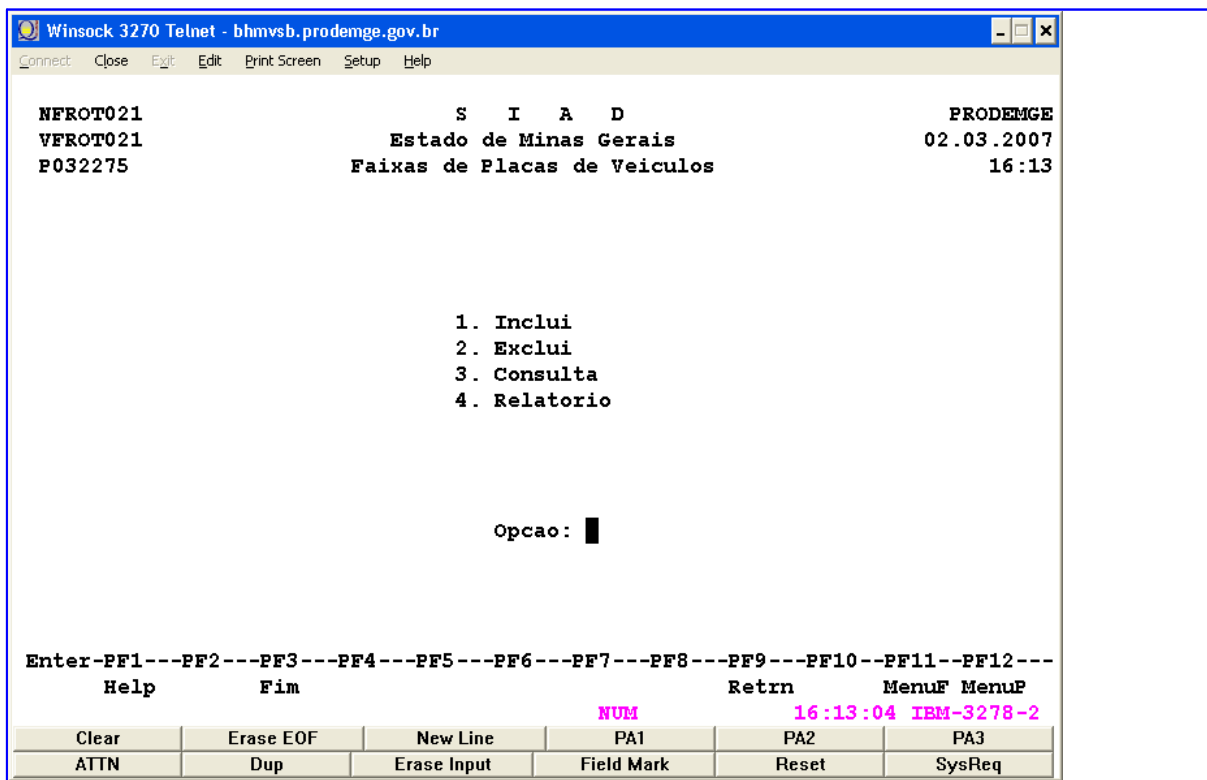 Winsock 3270 Telnet - bhmvsb.prodemge.gov.br
Connect Close Exit Edit Print Screen Setup Help
NFROT021 S I A D PRODEMGE
VFROT021 Estado de Minas Gerais 02.03.2007
P032275 Faixas de Placas de Veiculos 16:13
1. Inclui
2. Exclui
3. Consulta
4. Relatorio
Opcao:
Enter-PF1---PF2---PF3---PF4---PF5---PF6---PF7---PF8---PF9---PF10--PF11--PF12---
Help Fim Retrn MenuF MenuP
NUM 16:13:04 IBM-3278-2
Clear Erase EOF New Line PA1 PA2 PA3
ATTN Dup Erase Input Field Mark Reset SysReq